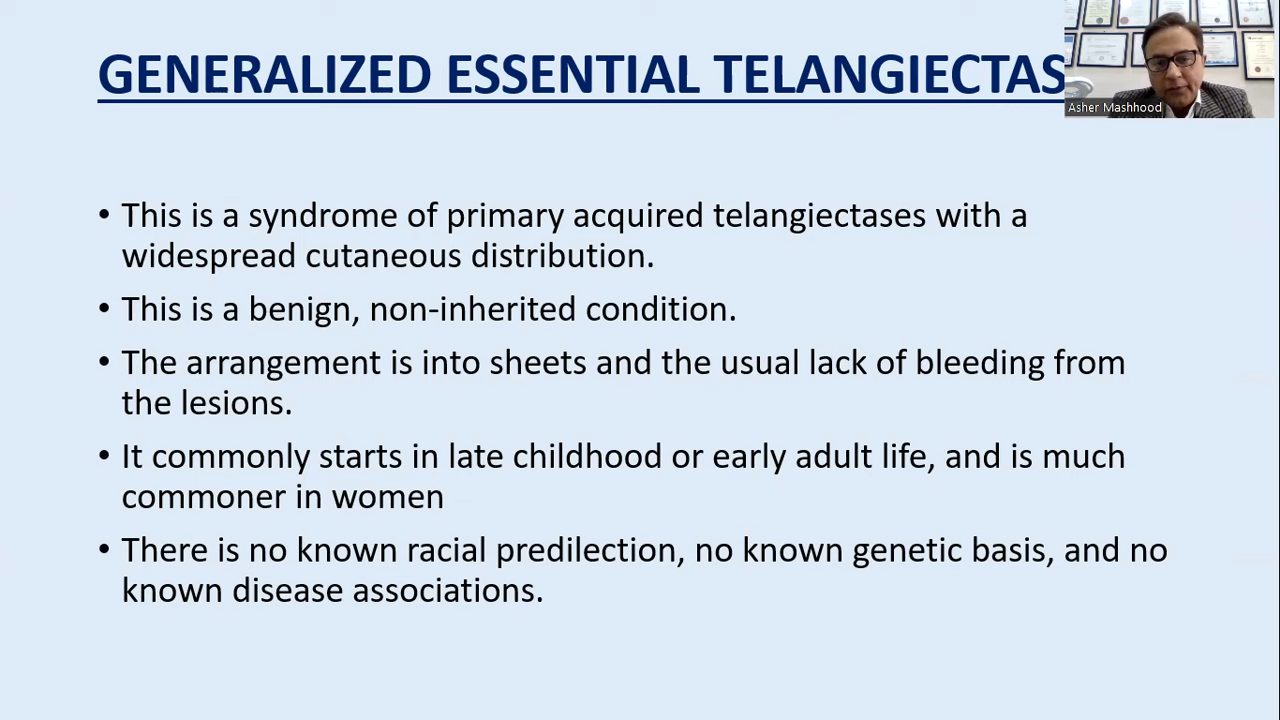 GENERALIZED ESSENTIAL TELANGIECTAS
Asher Mashhood
• This is a syndrome of primary acquired telangiectases with a
widespread cutaneous distribution.
• This is a benign, non-inherited condition.
• The arrangement is into sheets and the usual lack of bleeding from
the lesions.
• It commonly starts in late childhood or early adult life, and is much
commoner in women
• There is no known racial predilection, no known genetic basis, and no
known disease associations.